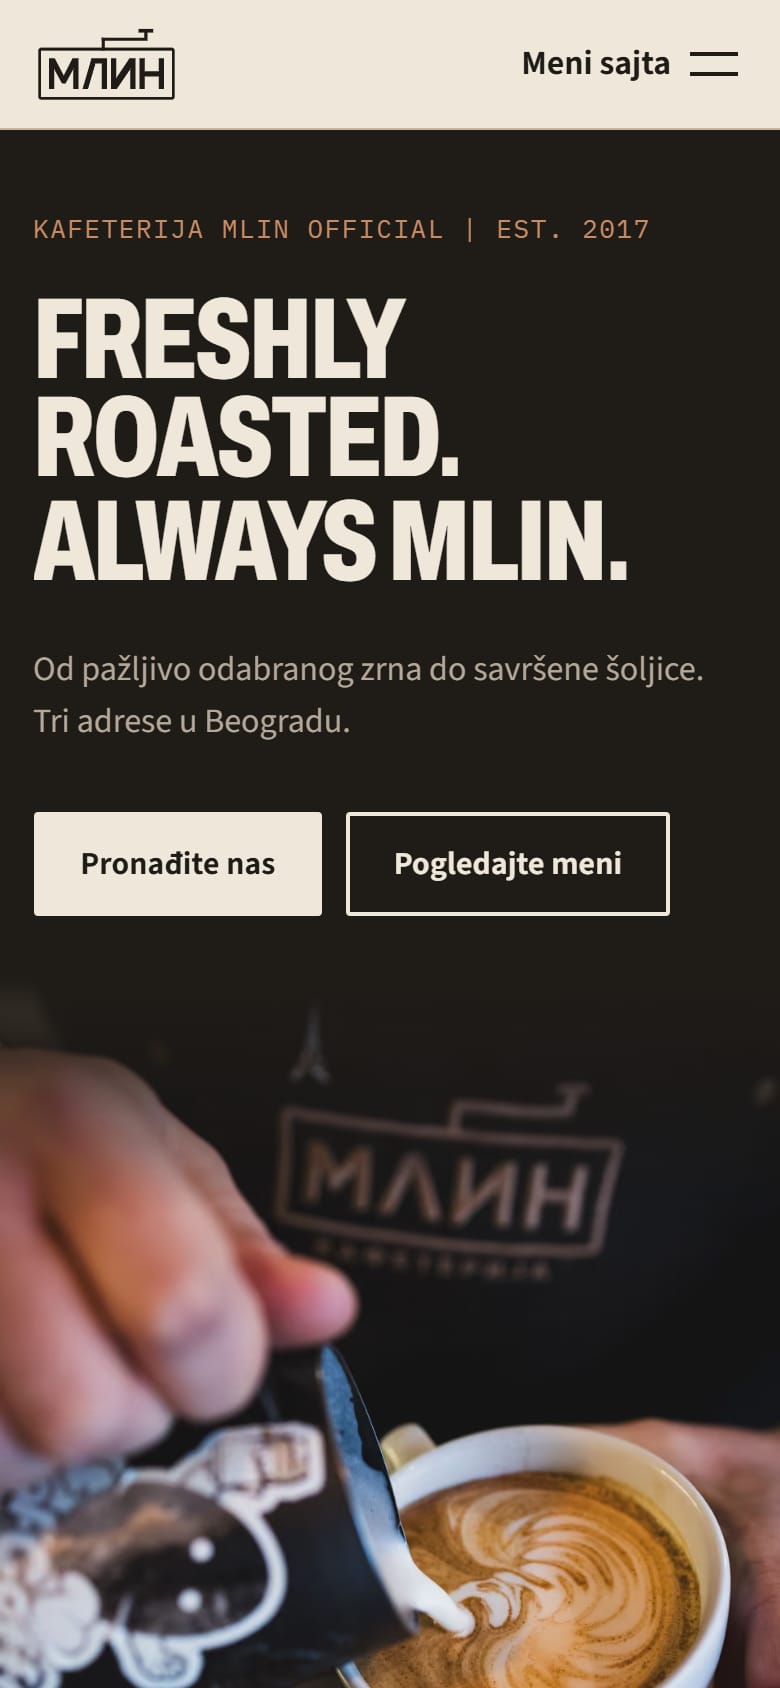 МЛИН
Meni sajta
KAFETERIJA MLIN OFFICIAL | EST. 2017
FRESHLY
ROASTED.
ALWAYS MLIN.
Od pažljivo odabranog zrna do savršene šoljice.
Tri adrese u Beogradu.
Pronađite nas
Pogledajte meni
МЛИН
КАФЕТЕРИЈА